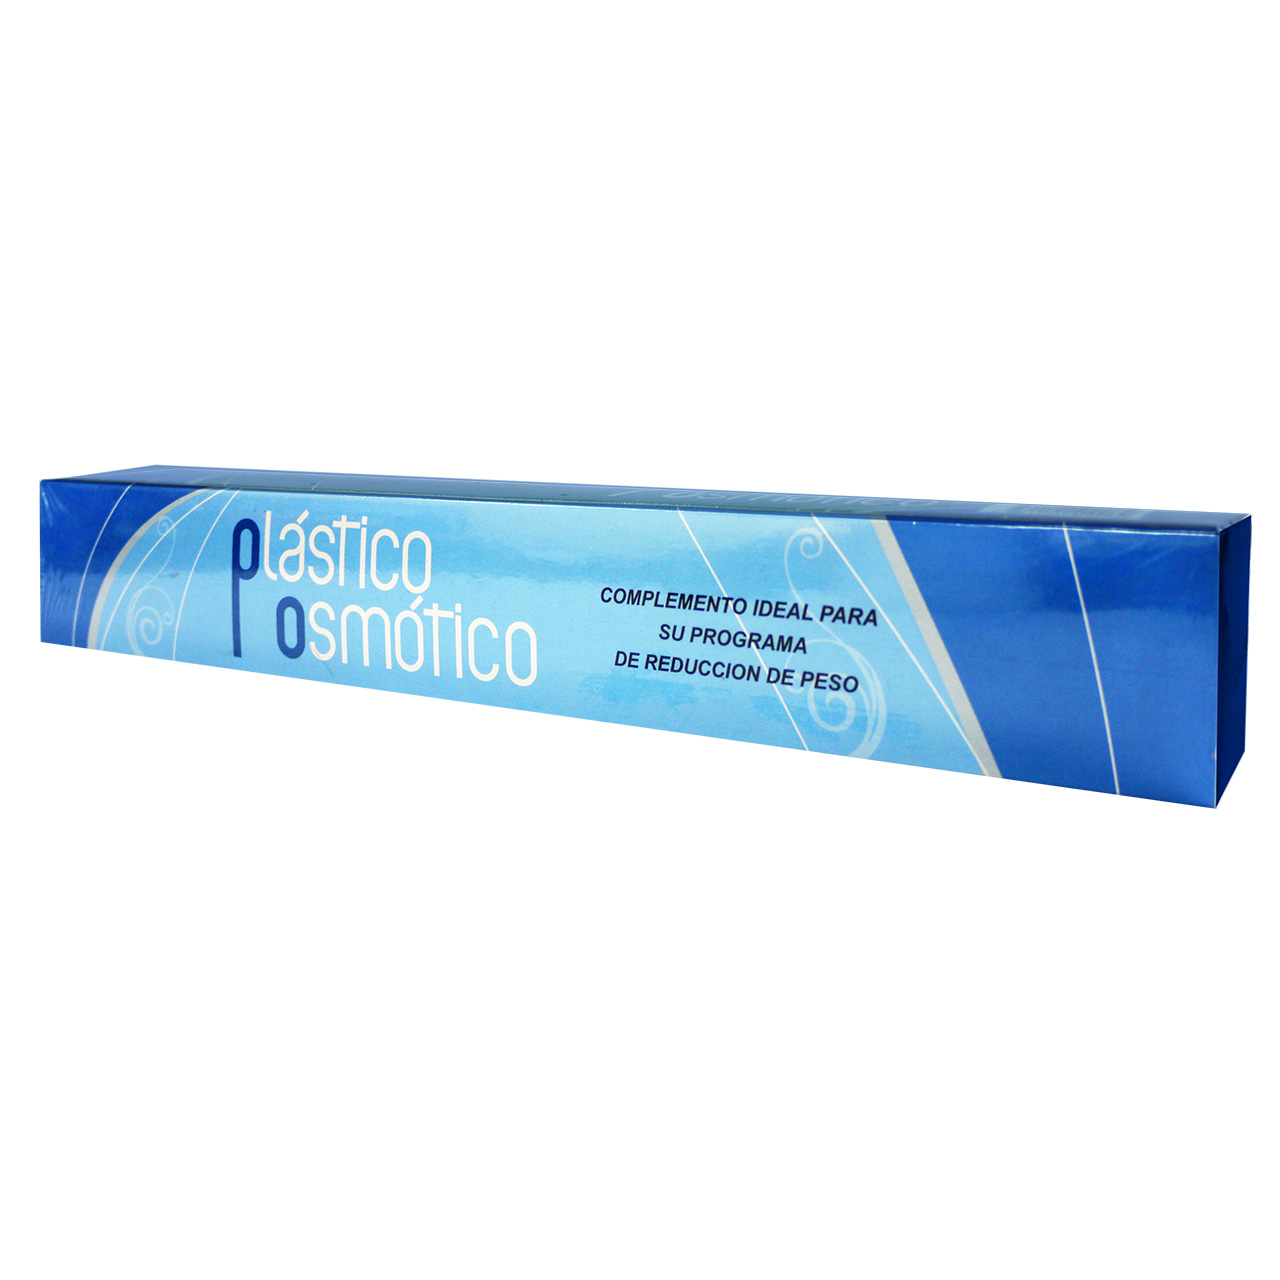 Plástico
Osmótico
COMPLEMENTO IDEAL PARA
SU PROGRAMA
DE REDUCCION DE PESO